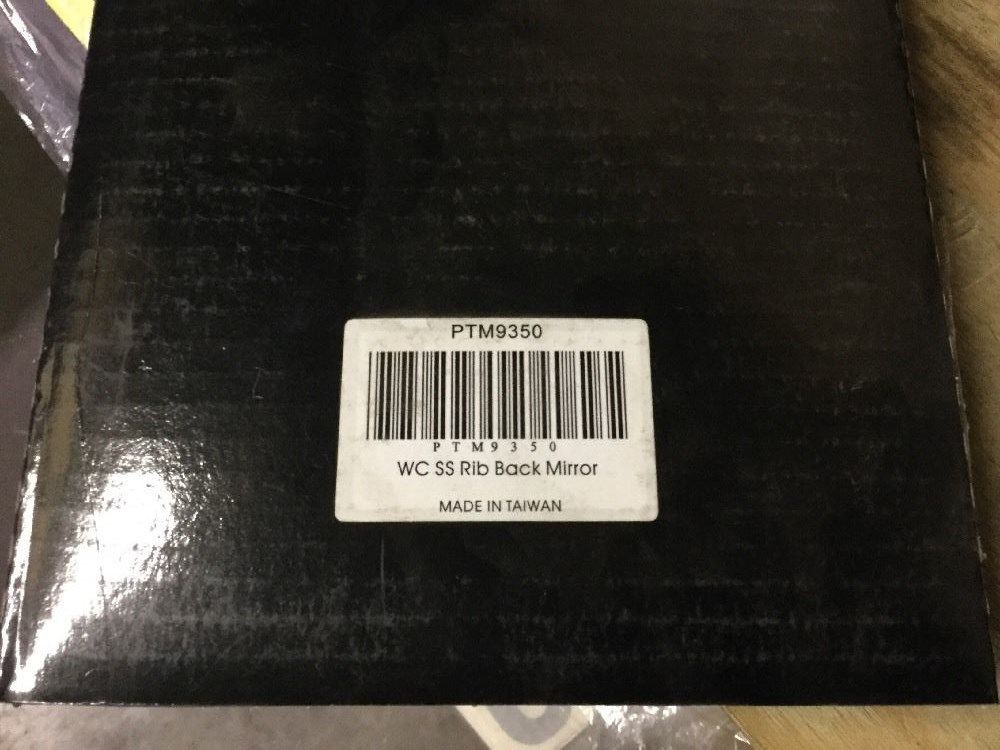 PTM9350
PTM9350
WC SS Rib Back Mirror
MADE IN TAIWAN